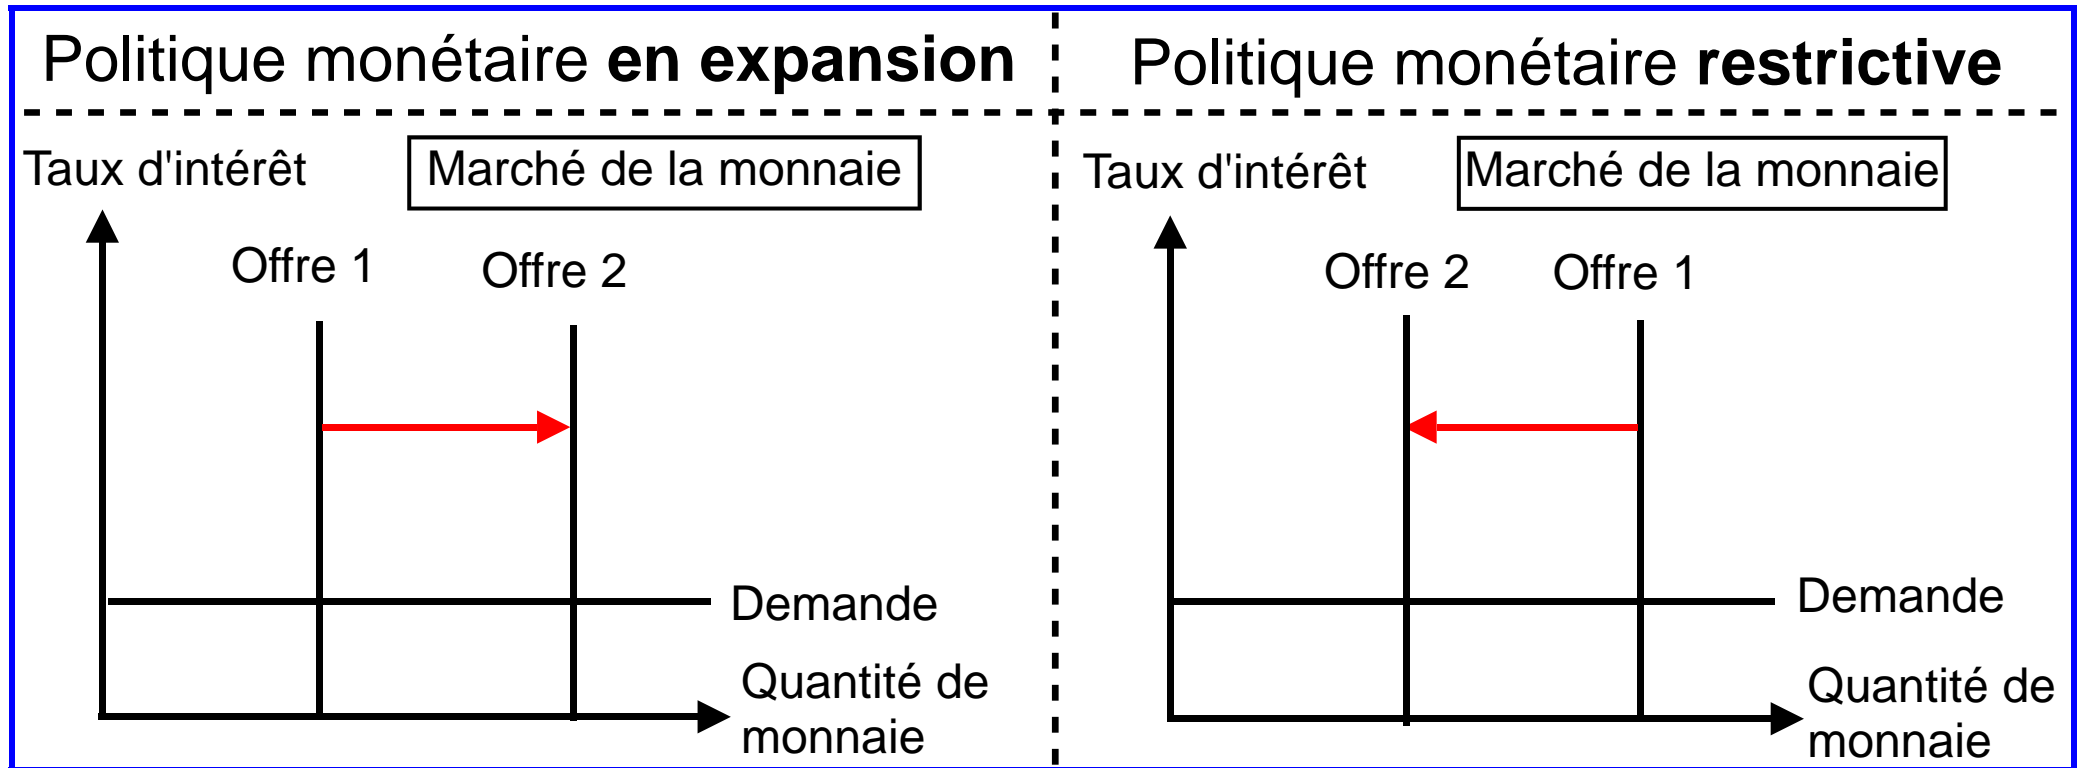 Politique monétaire en expansion
Taux d'intérêt
Marché de la monnaie
Offre 1
Offre 2
Demande
Quantité de
monnaie
Politique monétaire restrictive
Taux d'intérêt
Marché de la monnaie
Offre 2
Offre 1
Demande
Quantité de
monnaie